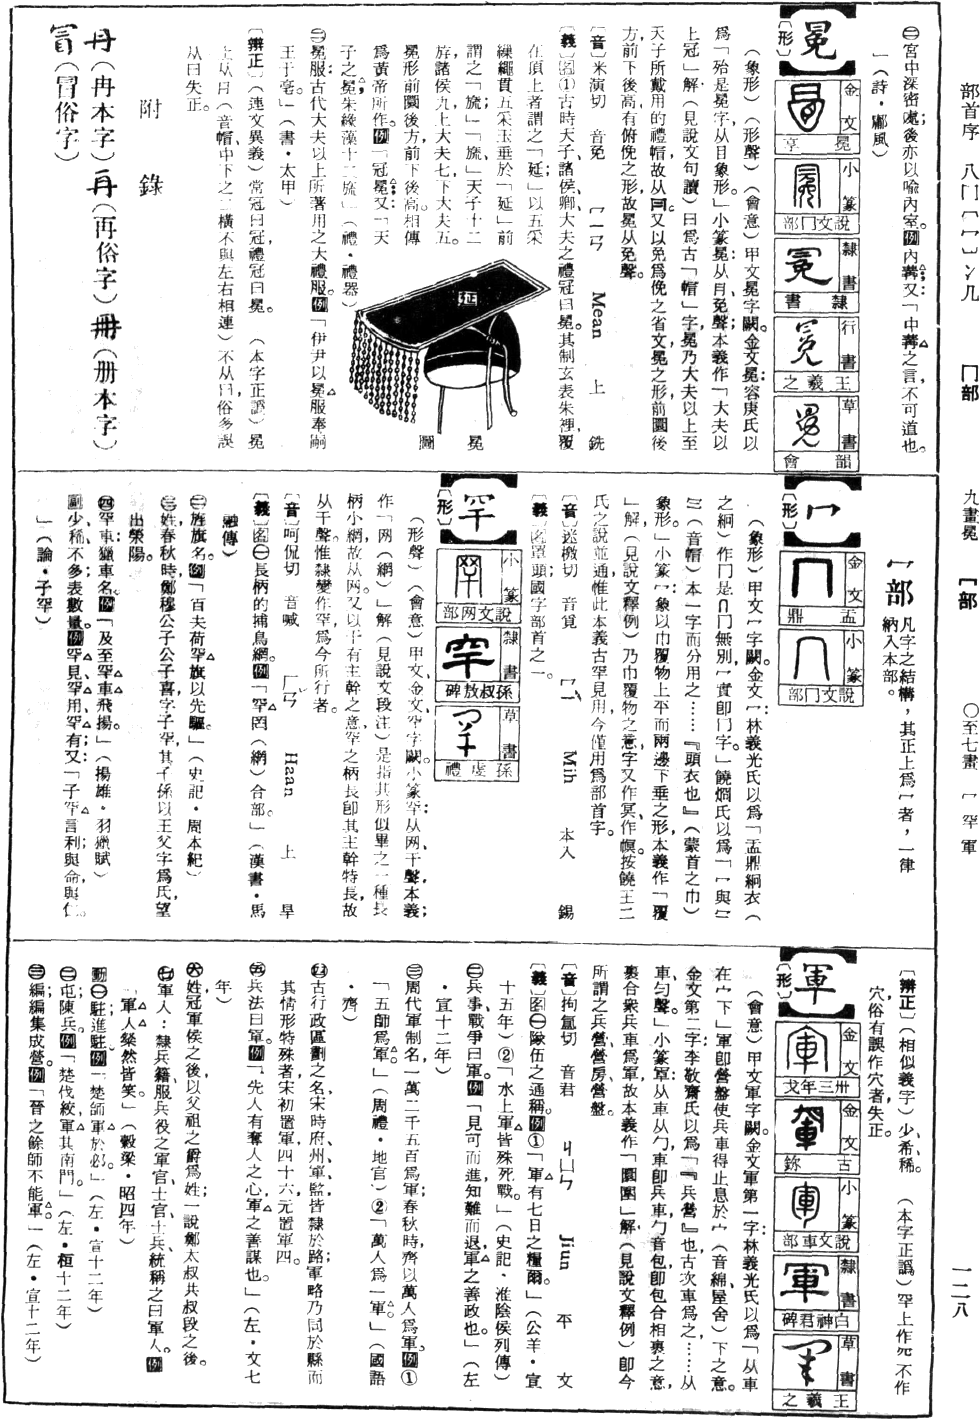 部首序　八冂冖冫几　　冂部　　九畫冕　　冖部　　〇至七畫　冖罕軍　　一二八
㊂宮中深密處；後亦以喻內室。例內冓；又：「中冓之言，不可道也。
」（詩・鄘風）
冕
〔形〕
金文　冕　
小篆　說文冂部
隸書　隸書
行書　王羲之
草書　韻會
（象形）（形聲）（會意）甲文冕字闕。金文冕：容庚氏以
爲「殆是冕字，从目象形。」小篆冕：从冃，免聲；本義作「大夫以
上冠」解（見說文句讀）。冃爲古「帽」字，冕乃大夫以上至
天子所戴用的禮帽，故从冃。又以免爲俛之省文，冕之形前圜後
方，前下後高，有俯俛之形，故冕从免聲。
〔音〕米演切　音免　ㄇㄧㄢˇ　Mean　上　銑
〔義〕名①古時天子、諸侯、卿大夫之禮冠曰冕。其制玄表朱裡，覆
在頂上者謂之「延」；以五采
繅繩貫五采玉，垂於「延」前
謂之「旒」；「旒」天子十二
旒，諸侯九，上大夫七，下大夫五。
冕形前圜後方，前下後高；相傳
爲黃帝所作。例「冠冕」；又：「天
子之冕，朱綠藻十二旒。」（禮・禮器）
㊁冕服：古代大夫以上所著用之大禮服。例「伊尹以冕服奉嗣
王于亳。」（書・太甲）
〔辨正〕（連文異義）常冠曰冠，禮冠曰冕。　（本字正譌）冕
上从冃（音帽，中下之二橫不與左右相連）不从曰，俗多誤
从曰，失正。
延
冕圖
附　錄
冄（冉本字）　（再俗字）　（册本字）
　（冒俗字）
冖部　凡字之結構，其正上爲冖者，一律
納入本部。
冖
〔形〕
金文　盂鼎
小篆　說文冂部
（象形）甲文冖字闕。金文冖：林義光氏以爲「盂鼎絅衣（
之絅）作冂是冖冂無別，冖實卽冂字。」饒炯氏以爲「冖與冃
（音帽）本一字而分用之……『頭衣也』（蒙首之巾）
象形。」小篆冖：象以巾覆物上平而兩邊下垂之形，本義作「覆
」解（見說文釋例），乃巾覆物之意，字又作冥、作幎。按饒王二
氏之說並通，惟此本義古罕見用，今僅用爲部首字。
〔音〕莫狄切　音覓　ㄇㄧˋ　Mih　本入　錫
〔義〕名罩頭，國字部首之一。
罕
〔形〕
小篆　說文网部
隸書　孫叔敖碑
草書　孫虔禮
（形聲）（會意）甲文、金文罕字闕。小篆罕：从网，干聲；本義
作「网（網）」解（見說文段注），是指其形似畢之一種長
柄小網，故从网。又以干有主幹之意，罕之柄長卽其主幹特長，故
从干聲。惟隸變作罕，爲今所行者。
〔音〕呵侃切　音喊　ㄏㄢˇ　Haan　上　旱
〔義〕名㊀長柄的捕鳥網。例「罕罔（網）合部。」（漢書・馬
融傳）
㊁旌旗名。例「百夫荷罕旗以先驅。」（史記・周本紀）
㊂姓：春秋時，鄭穆公子公子喜，字子罕，其子孫以王父字爲氏；望
出滎陽。
㊃罕車：獵車名。例「及至罕車飛揚。」（揚雄・羽獵賦）
副少、稀、不多，表數量。例罕見、罕用、罕有；又：「子罕言利，與命，與仁。
」（論・子罕）
〔辨正〕（相似義字）少、希、稀。　（本字正譌）罕上作罒不作
穴，俗有誤作穴者，失正。
軍
〔形〕
金文　卅三年戈
金文　古鉥
小篆　說文車部
隸書　白神君碑
草書　王羲之
（會意）甲文軍字闕。金文軍第一字：林義光氏以爲「从車
在宀下」，軍卽營盤，使兵車得止息於宀（音綿，屋舍）下之意。
金文第二字：李敬齋氏以爲「『兵營』也，古次車爲之……从
車，勹聲。」小篆軍：从車从勹，車卽兵車，勹音包，卽包合相裹之意，
裹合衆兵車爲軍，故本義作「圜圍」解（見說文釋例），卽今
所謂之兵營、營房、營盤。
〔音〕拘氳切　音君　ㄐㄩㄣ　Jiun　平　文
〔義〕名㊀隊伍之通稱。例①「軍有七日之糧爾。」（公羊・宣
十五年）②「水上軍皆殊死戰。」（史記・淮陰侯列傳）
㊁兵事、戰爭曰軍。例「見可而進，知難而退，軍之善政也。」（左
・宣十二年）
㊂周代軍制名，一萬二千五百爲軍；春秋時，齊以萬人爲軍。例①
「五師爲軍。」（周禮・地官）②「萬人爲一軍。」（國語
・齊）
㊃古行政區劃之名，宋時府、州、軍、監皆隸於路；軍略乃同於縣，而
其情形特殊者，宋初置軍四十六，元置軍四。
㊄兵法曰軍。例「先人有奪人之心，軍之善謀也。」（左・文七
年）
㊅姓：冠軍侯之後，以父祖之爵爲姓；一說鄭太叔共叔段之後。
㊆軍人：隸兵籍、服兵役之軍官、士官、士兵統稱之曰軍人。例
「軍人粲然皆笑。」（穀梁・昭四年）
動㊀駐、進駐。例「楚師軍於邲。」（左・宣十二年）
㊁屯、陳兵。例「楚伐絞，軍其南門。」（左・桓十二年）
㊂編、編集成營。例「晉之餘師不能軍。」（左・宣十二年）